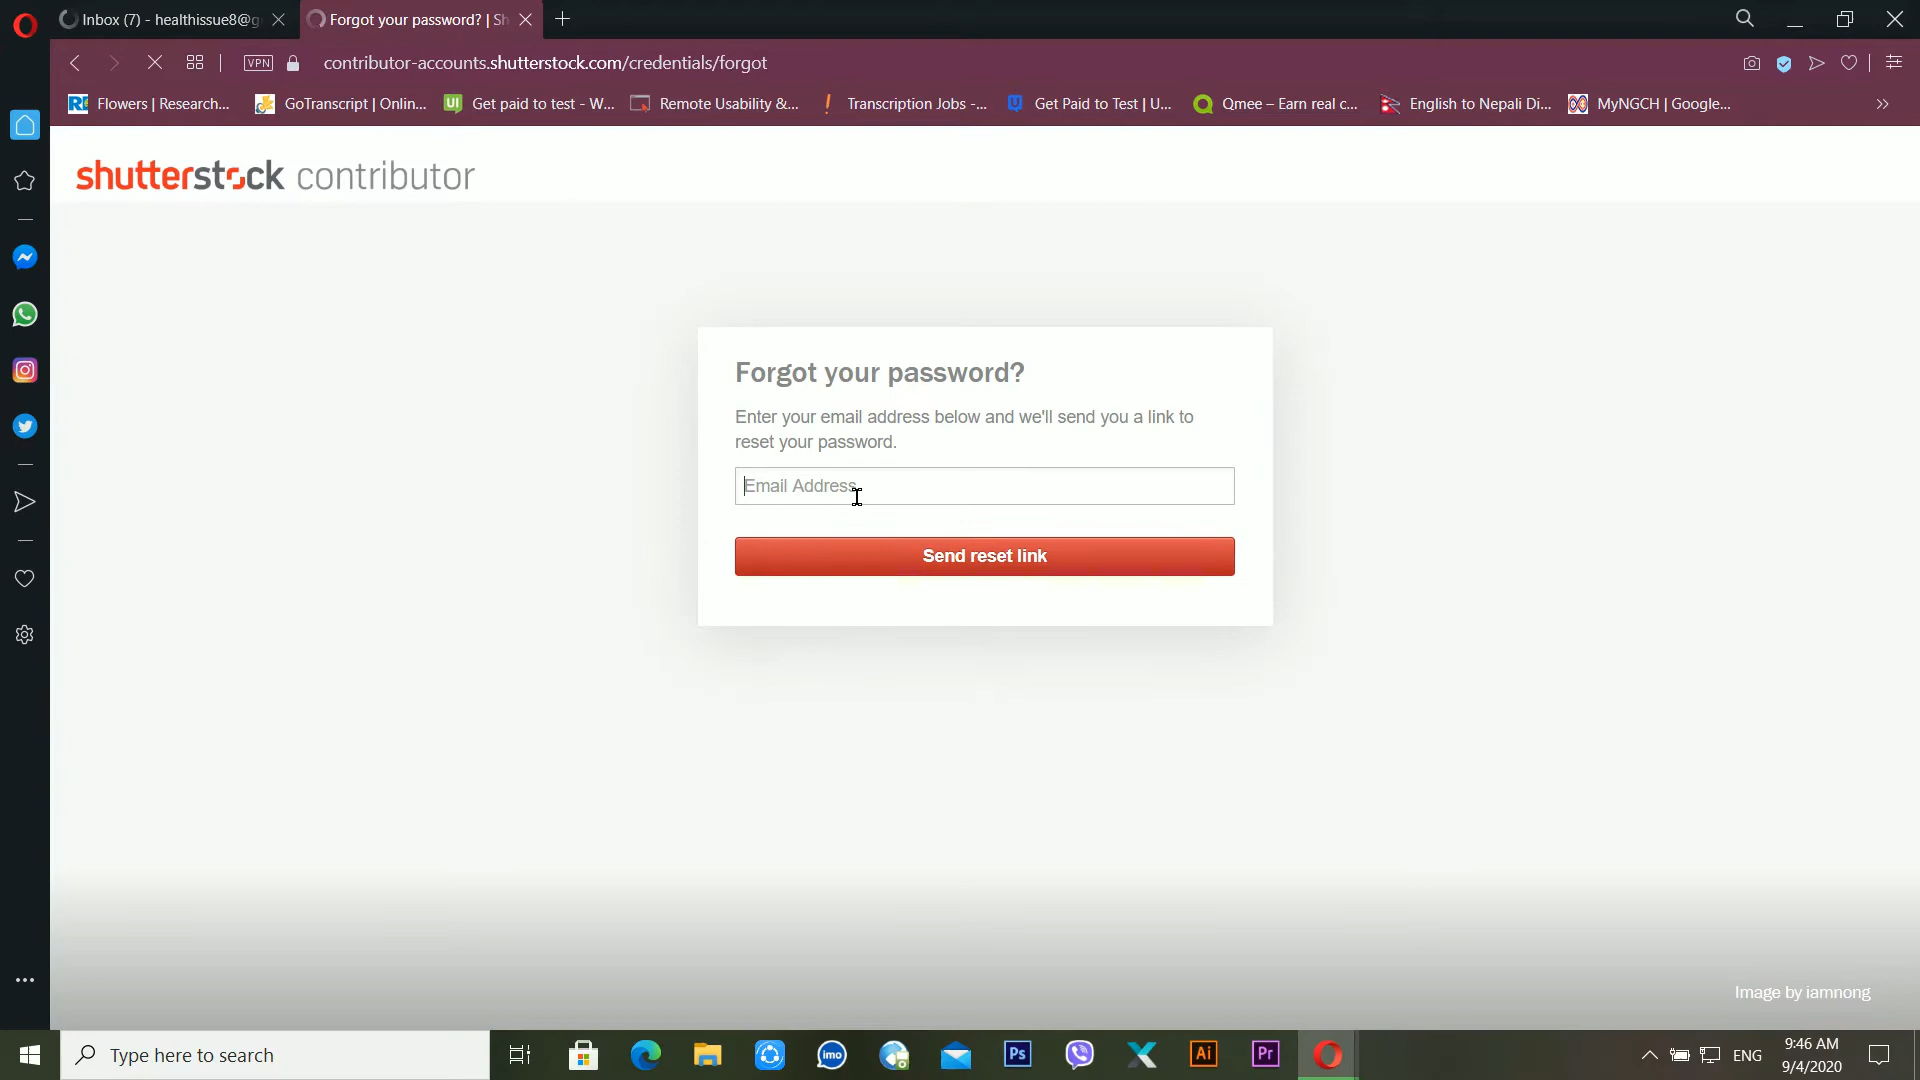 Inbox (7) - healthissue8@g
Forgot your password? | Sh
VPN
contributor-accounts.shutterstock.com/credentials/forgot
Flowers | Research...
GoTranscript | Onlin...
UI
Get paid to test - W...
Remote Usability &...
Transcription Jobs -...
Get Paid to Test | U...
Qmee – Earn real c...
English to Nepali Di...
MyNGCH | Google...
shutterstock contributor
Forgot your password?
Enter your email address below and we'll send you a link to
reset your password.
Email Address
Send reset link
Image by iamnong
Type here to search
imo
Ps
Ai
Pr
ENG
9:46 AM
9/4/2020